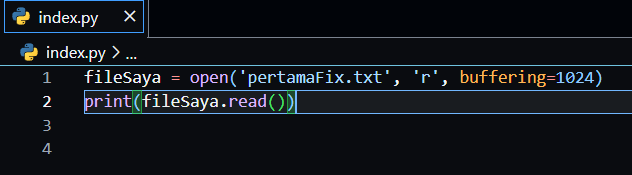 index.py
index.py > ...
1 fileSaya = open('pertamaFix.txt', 'r', buffering=1024)
2 print(fileSaya.read())
3
4